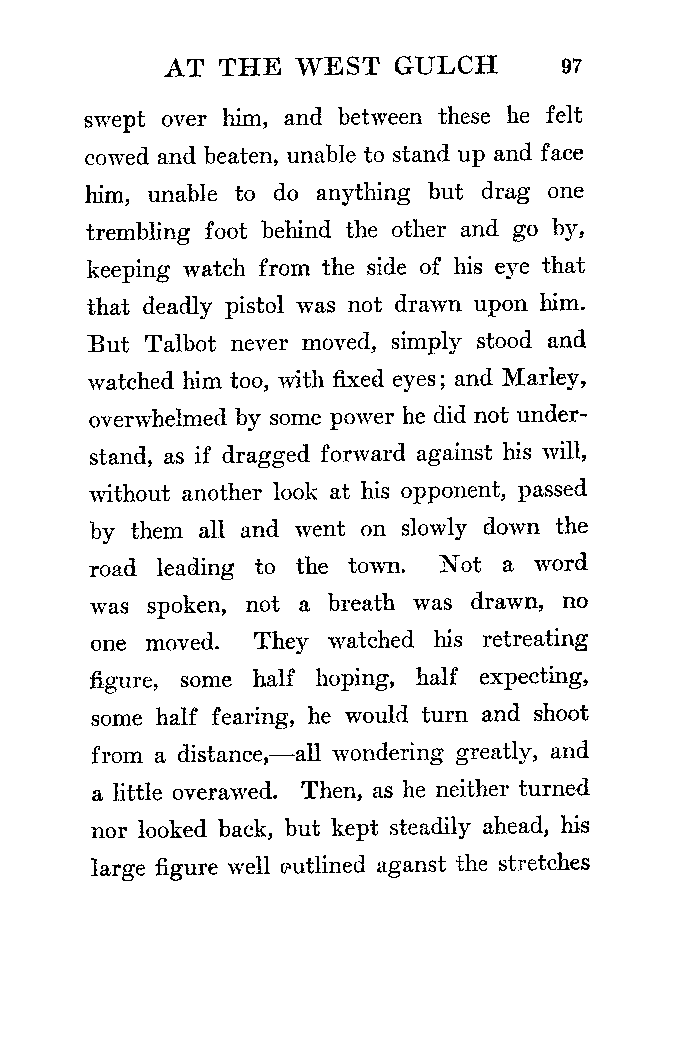 AT THE WEST GULCH 97
swept over him, and between these he felt
cowed and beaten, unable to stand up and face
him, unable to do anything but drag one
trembling foot behind the other and go by,
keeping watch from the side of his eye that
that deadly pistol was not drawn upon him.
But Talbot never moved, simply stood and
watched him too, with fixed eyes; and Marley,
overwhelmed by some power he did not under-
stand, as if dragged forward against his will,
without another look at his opponent, passed
by them all and went on slowly down the
road leading to the town. Not a word
was spoken, not a breath was drawn, no
one moved. They watched his retreating
figure, some half hoping, half expecting,
some half fearing, he would turn and shoot
from a distance,—all wondering greatly, and
a little overawed. Then, as he neither turned
nor looked back, but kept steadily ahead, his
large figure well outlined aganst the stretches